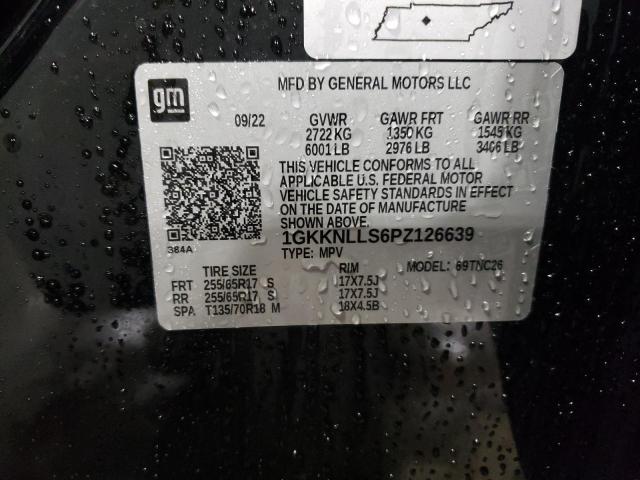 gm
MFD BY GENERAL MOTORS LLC
09/22 GVWR GAWR FRT GAWR RR
2722 KG 1350 KG 1545 KG
6001 LB 2976 LB 3406 LB
THIS VEHICLE CONFORMS TO ALL
APPLICABLE U.S. FEDERAL MOTOR
VEHICLE SAFETY STANDARDS IN EFFECT
ON THE DATE OF MANUFACTURE
SHOWN ABOVE.
1GKKNLLS6PZ126639
384A
TYPE: MPV MODEL: 69TNC26
TIRE SIZE RIM
FRT 255/65R17 S 17X7.5J
RR 255/65R17 S 17X7.5J
SPA T135/70R18 M 18X4.5B